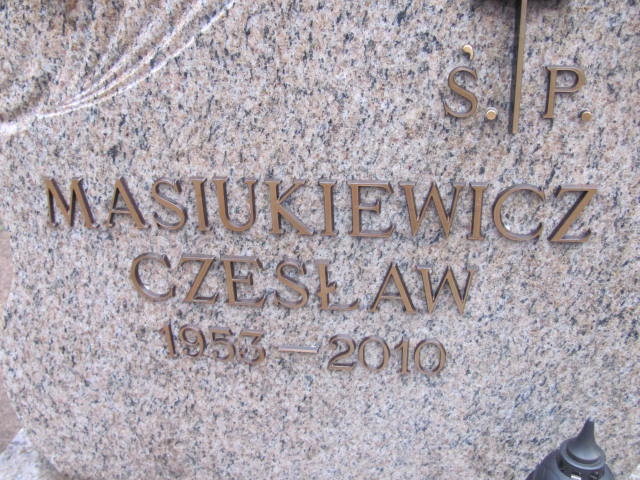 Ś. P.
MASIUKIEWICZ
CZESŁAW
1953 – 2010